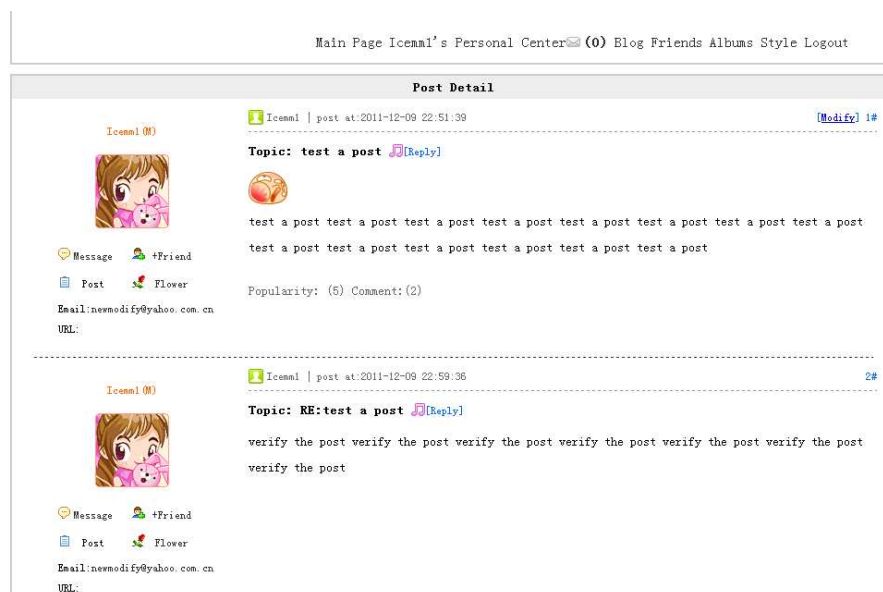 Main Page Icemm1's Personal Center (0) Blog Friends Albums Style Logout
Post Detail
Icemm1(M)
Message +Friend
Post Flower
Email:newmodify@yahoo.com.cn
URL:
Icemm1 | post at:2011-12-09 22:51:39 [Modify] 1#
Topic: test a post [Reply]
test a post test a post test a post test a post test a post test a post test a post test a post
test a post test a post test a post test a post test a post test a post
Popularity: (5) Comment:(2)
Icemm1(M)
Message +Friend
Post Flower
Email:newmodify@yahoo.com.cn
URL:
Icemm1 | post at:2011-12-09 22:59:36 2#
Topic: RE:test a post [Reply]
verify the post verify the post verify the post verify the post verify the post verify the post
verify the post